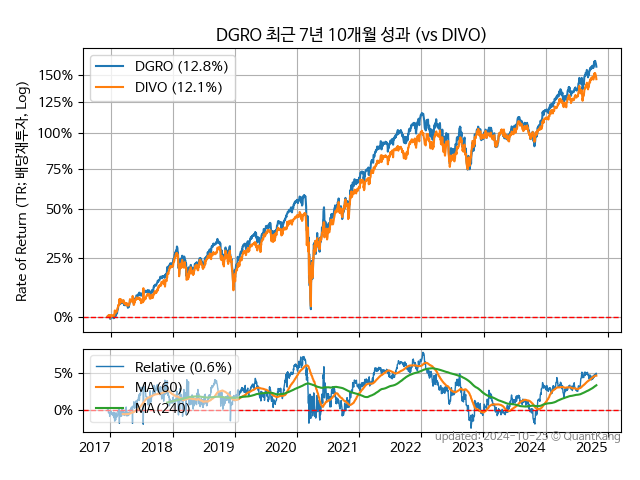 DGRO 최근 7년 10개월 성과 (vs DIVO)
Rate of Return (TR: 배당재투자, Log)
150%
125%
100%
75%
50%
25%
0%
DGRO (12.8%)
DIVO (12.1%)
5%
0%
Relative (0.6%)
MA(60)
MA(240)
2017 2018 2019 2020 2021 2022 2023 2024 2025
updated: 2024-10-25 © QuantKang